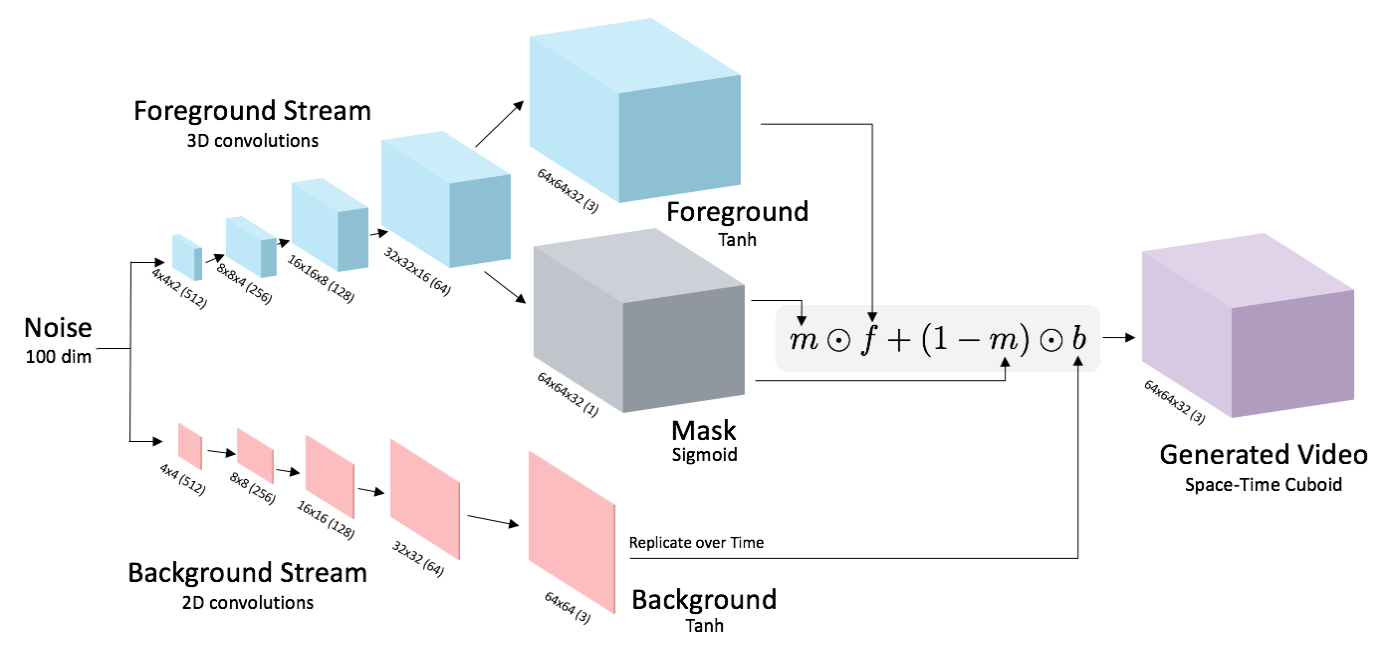 Foreground Stream
3D convolutions
64x64x32 (3)
Foreground
Tanh
4x4x2 (512)
8x8x4 (256)
16x16x8 (128)
32x32x16 (64)
Noise
100 dim
64x64x32 (1)
Mask
Sigmoid
m ⊙ f + (1 − m) ⊙ b
64x64x32 (3)
Generated Video
Space-Time Cuboid
4x4 (512)
8x8 (256)
16x16 (128)
32x32 (64)
64x64 (3)
Replicate over Time
Background Stream
2D convolutions
Background
Tanh